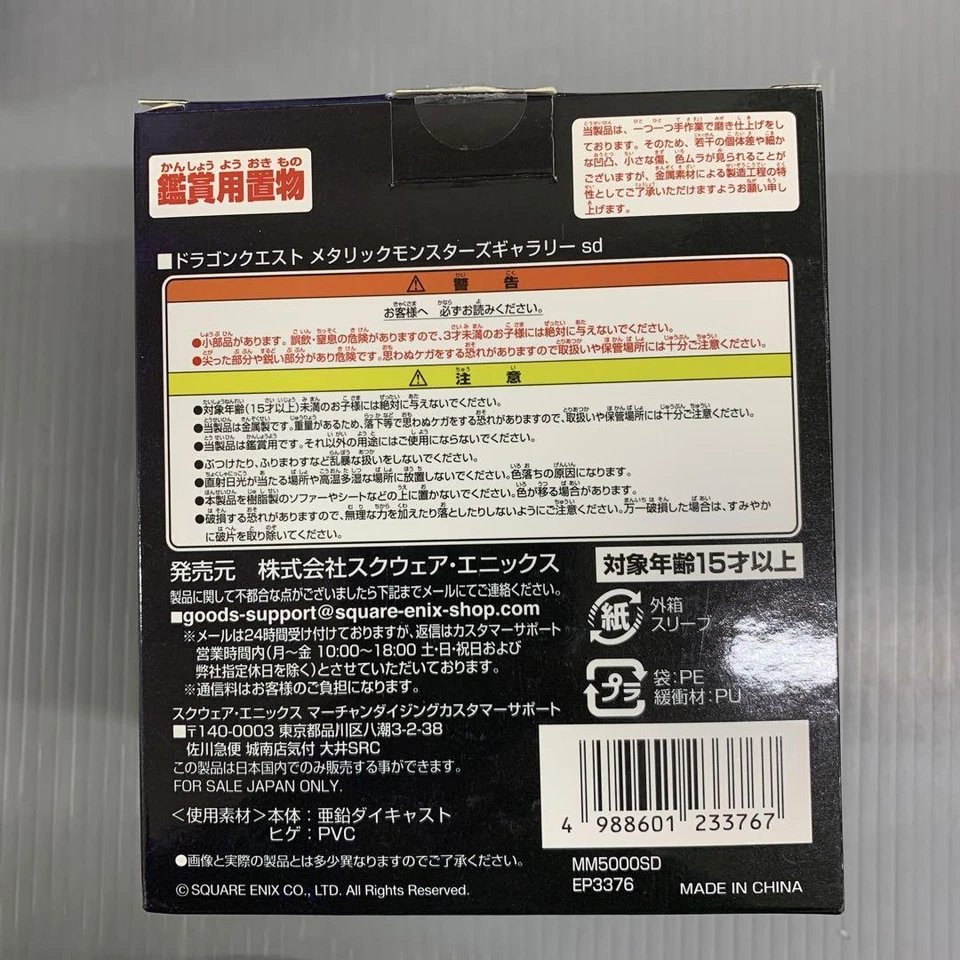 鑑賞用置物
当製品は、一つ一つ手作業で磨き仕上げをし
ております。そのため、若干の個体差や細か
な凹凸、小さな傷、色ムラが見られることが
ございますが、金属素材による製造工程の特
性としてご了承いただけますようお願い申し
上げます。
■ドラゴンクエスト メタリックモンスターズギャラリー sd
⚠ 警告
お客様へ 必ずお読みください。
●小部品があります。誤飲・窒息の危険がありますので、3才未満のお子様には絶対に与えないでください。
●尖った部分や鋭い部分があり危険です。思わぬケガをする恐れがありますので取扱いや保管場所には十分ご注意ください。
⚠ 注意
●対象年齢(15才以上)未満のお子様には絶対に与えないでください。
●当製品は金属製です。重量があるため、落下等で思わぬケガをする恐れがありますので、取扱いや保管場所には十分ご注意ください。
●当製品は鑑賞用です。それ以外の用途にはご使用にならないでください。
●ぶつけたり、ふりまわすなど乱暴な扱いをしないでください。
●直射日光が当たる場所や高温多湿な場所に放置しないでください。色落ちの原因になります。
●本製品を樹脂製のソファーやシートなどの上に置かないでください。色が移る場合があります。
●破損する恐れがありますので、無理な力を加えたり落としたりしないようにご注意ください。万一破損した場合は、すみやか
に破片を取り除いてください。
発売元 株式会社スクウェア・エニックス
対象年齢15才以上
製品に関して不都合な点がございましたら下記までメールにてご連絡ください。
■goods-support@square-enix-shop.com
※メールは24時間受け付けておりますが、返信はカスタマーサポート
営業時間内(月～金 10:00～18:00 土・日・祝日および
弊社指定休日を除く)とさせていただいております。
※通信料はお客様のご負担になります。
紙
外箱
スリーブ
プラ
袋:PE
緩衝材:PU
スクウェア・エニックス マーチャンダイジングカスタマーサポート
■〒140-0003 東京都品川区八潮3-2-38
佐川急便 城南店気付 大井SRC
この製品は日本国内でのみ販売する事ができます。
FOR SALE JAPAN ONLY.
＜使用素材＞本体：亜鉛ダイキャスト
ヒゲ：PVC
●画像と実際の製品とは多少異なりますのでご了承ください。
© SQUARE ENIX CO., LTD. All Rights Reserved.
4 988601 233767
MM5000SD
EP3376
MADE IN CHINA